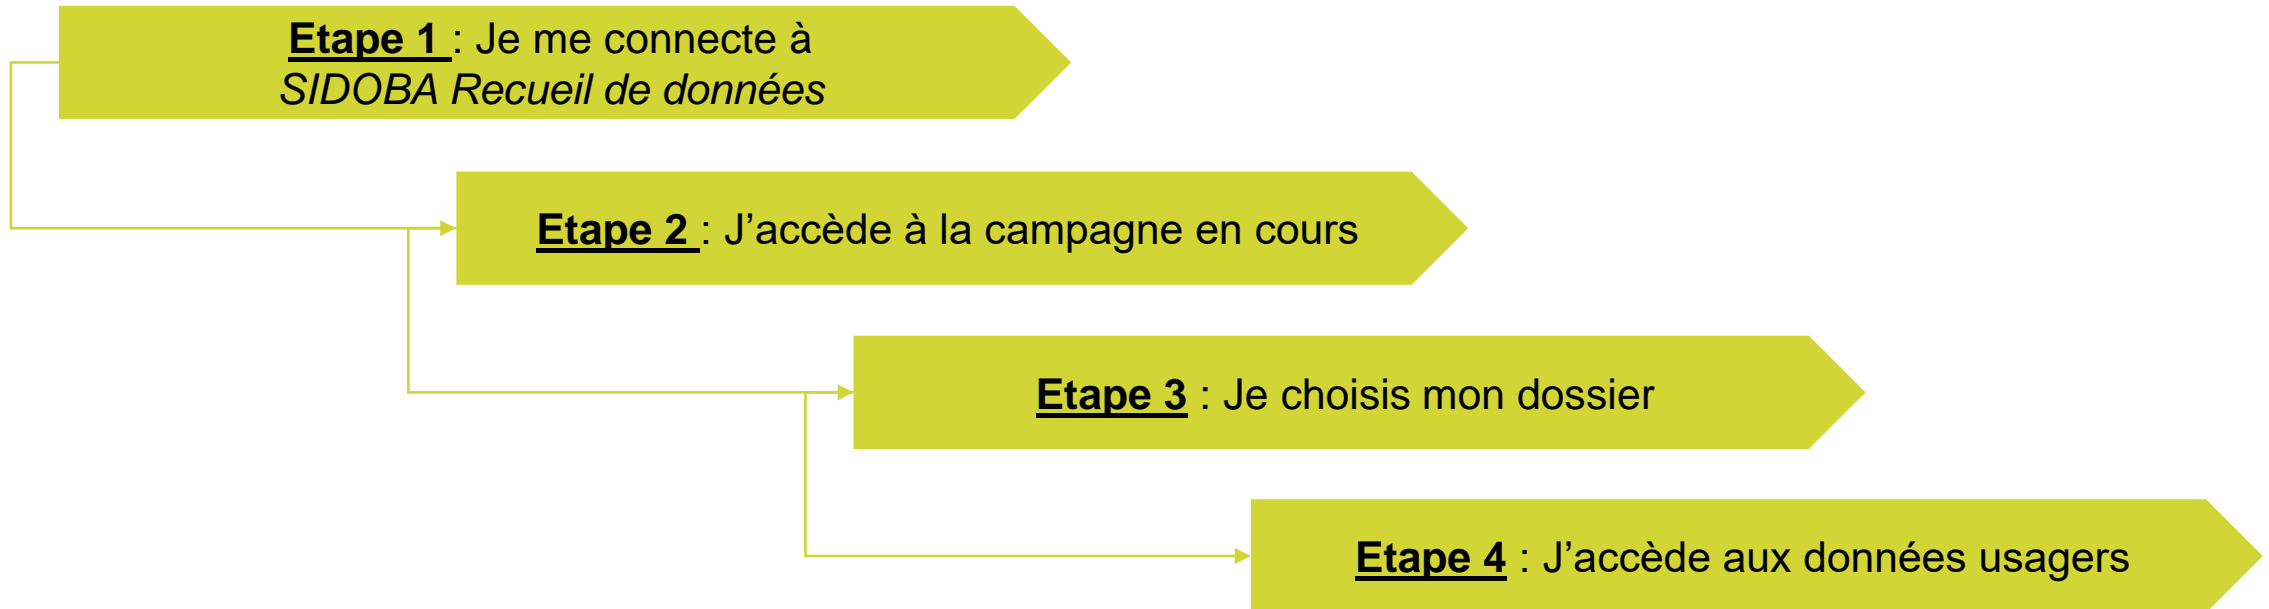 Etape 1 : Je me connecte à
SIDOBA Recueil de données
Etape 2 : J’accède à la campagne en cours
Etape 3 : Je choisis mon dossier
Etape 4 : J’accède aux données usagers